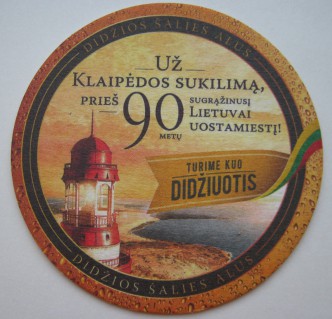 DIDŽIOS ŠALIES ALUS
UŽ
KLAIPĖDOS SUKILIMĄ,
PRIEŠ 90 METŲ
SUGRĄŽINUSĮ
LIETUVAI
UOSTAMIESTĮ!
TURIME KUO
DIDŽIUOTIS
DIDŽIOS ŠALIES ALUS